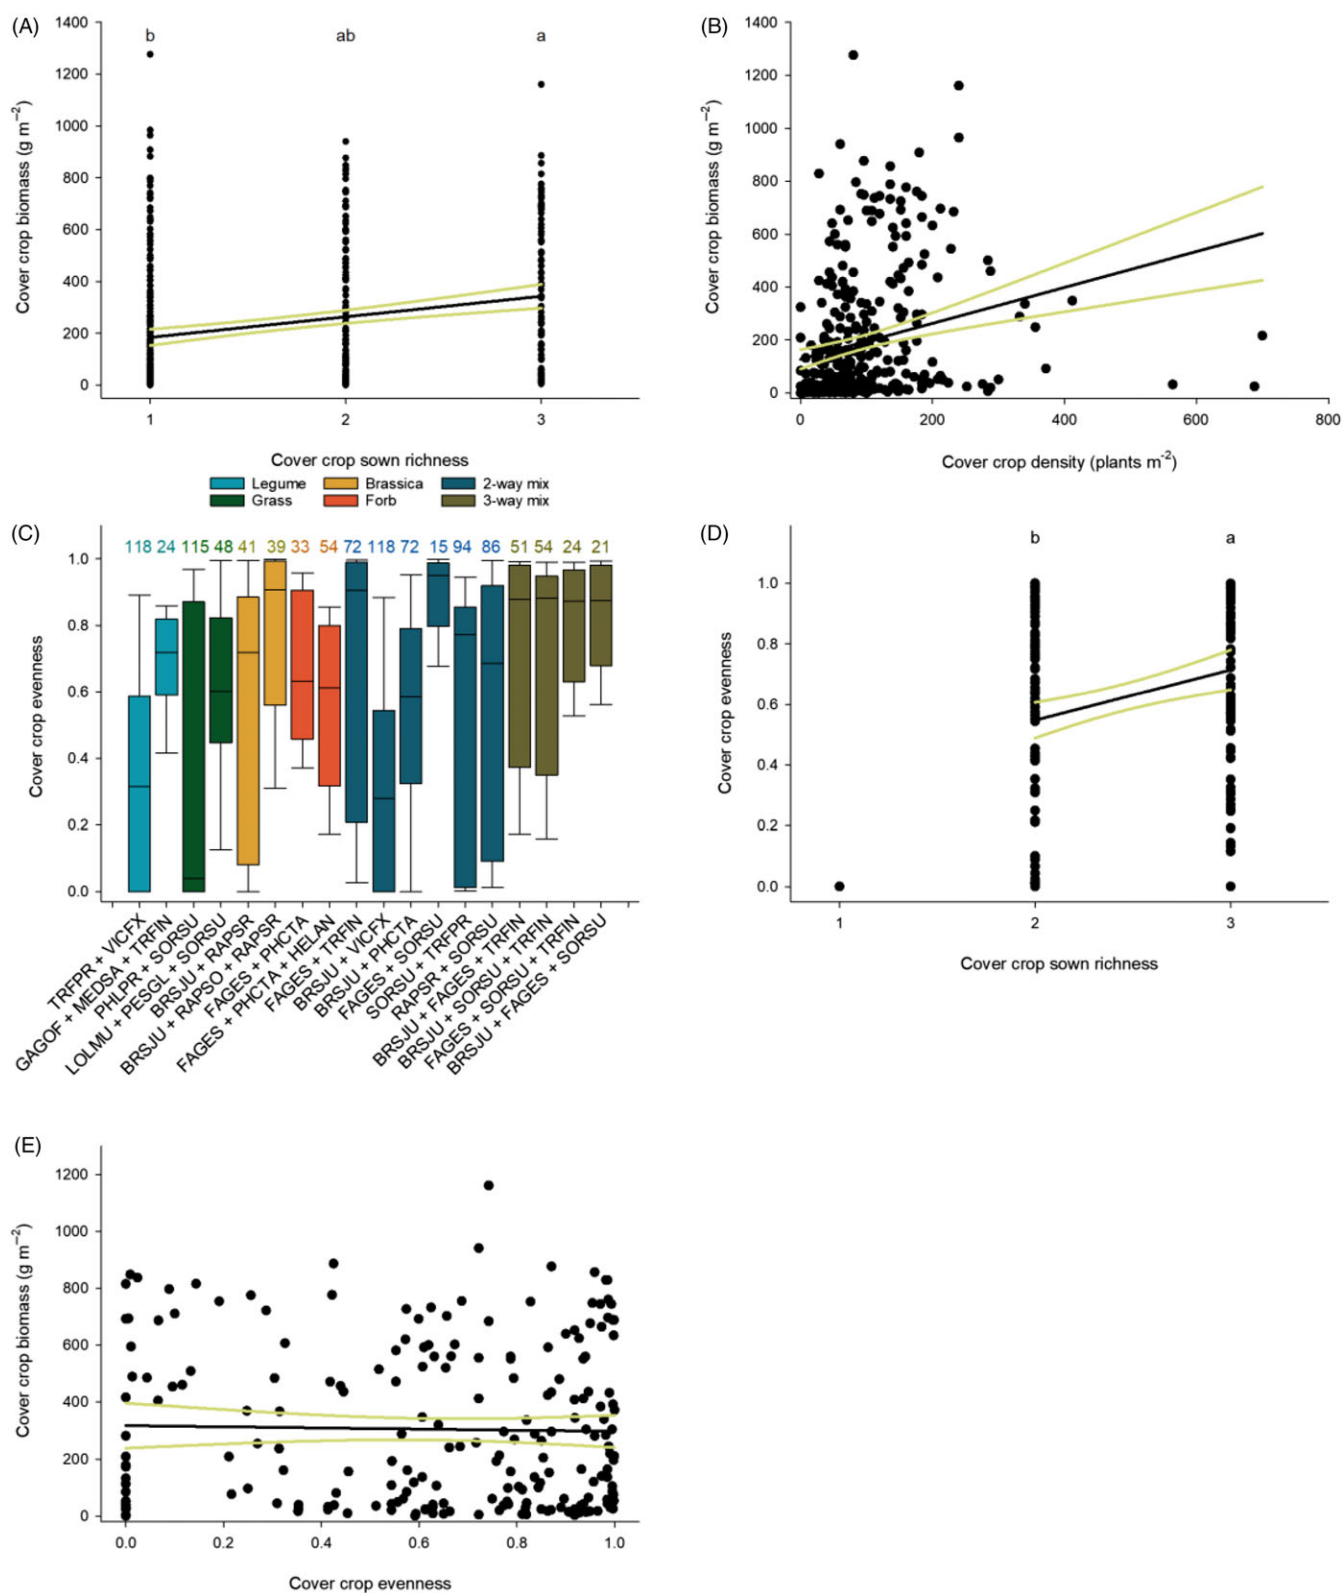 (A)
1400
1200
1000
800
600
400
200
0
Cover crop biomass (g m⁻²)
b
ab
a
1
2
3
Cover crop sown richness
(B)
1400
1200
1000
800
600
400
200
0
Cover crop biomass (g m⁻²)
0
200
400
600
800
Cover crop density (plants m⁻²)
Legume
Brassica
2-way mix
Grass
Forb
3-way mix
(C)
118 24 115 48 41 39 33 54 72 118 72 15 94 86 51 54 24 21
1.0
0.8
0.6
0.4
0.2
0.0
Cover crop evenness
TRFPR + VICFX
GAGOF + MEDSA + TRFIN
PHLPR + SORSU
LOLMU + PESGL + SORSU
BRSJU + RAPSR
BRSJU + RAPSO + RAPSR
FAGES + PHCTA
FAGES + PHCTA + HELAN
FAGES + TRFIN
BRSJU + VICFX
BRSJU + PHCTA
FAGES + SORSU
SORSU + TRFPR
RAPSR + SORSU
BRSJU + FAGES + TRFIN
BRSJU + SORSU + TRFIN
FAGES + SORSU + TRFIN
BRSJU + FAGES + SORSU
(D)
b
a
1.0
0.8
0.6
0.4
0.2
0.0
Cover crop evenness
1
2
3
Cover crop sown richness
(E)
1200
1000
800
600
400
200
0
Cover crop biomass (g m⁻²)
0.0
0.2
0.4
0.6
0.8
1.0
Cover crop evenness